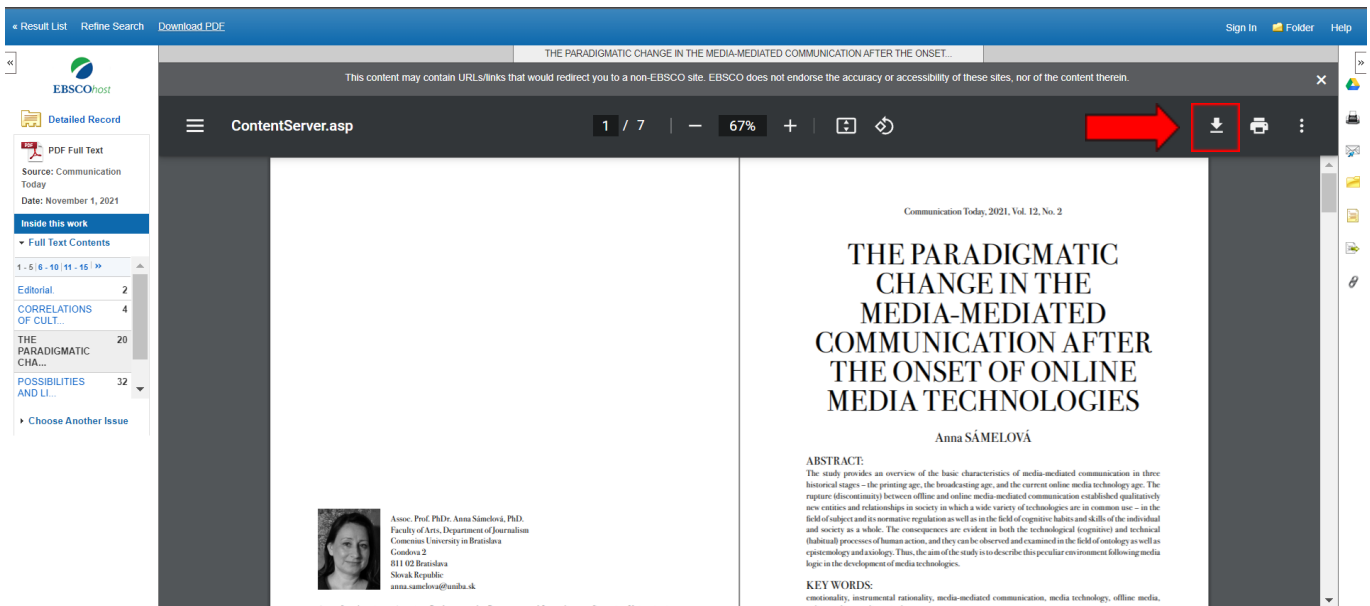 « Result List Refine Search Download PDF
Sign In Folder Help
THE PARADIGMATIC CHANGE IN THE MEDIA-MEDIATED COMMUNICATION AFTER THE ONSET...
This content may contain URLs/links that would redirect you to a non-EBSCO site. EBSCO does not endorse the accuracy or accessibility of these sites, nor of the content therein.
«
»
EBSCOhost
Detailed Record
PDF Full Text
Source: Communication
Today
Date: November 1, 2021
Inside this work
Full Text Contents
1 - 5 | 6 - 10 | 11 - 15 | »
Editorial. 2
CORRELATIONS 4
OF CULT...
THE 20
PARADIGMATIC
CHA...
POSSIBILITIES 32
AND LI...
Choose Another Issue
ContentServer.asp
1 / 7 | − 67% +
Assoc. Prof. PhDr. Anna Sámelová, PhD.
Faculty of Arts, Department of Journalism
Comenius University in Bratislava
Gondova 2
811 02 Bratislava
Slovak Republic
anna.samelova@uniba.sk
Communication Today, 2021, Vol. 12, No. 2
THE PARADIGMATIC
CHANGE IN THE
MEDIA-MEDIATED
COMMUNICATION AFTER
THE ONSET OF ONLINE
MEDIA TECHNOLOGIES
Anna SÁMELOVÁ
ABSTRACT:
The study provides an overview of the basic characteristics of media-mediated communication in three
historical stages – the printing age, the broadcasting age, and the current online media technology age. The
rupture (discontinuity) between offline and online media-mediated communication established qualitatively
new entities and relationships in society in which a wide variety of technologies are in common use – in the
field of subject and its normative regulation as well as in the field of cognitive habits and skills of the individual
and society as a whole. The consequences are evident in both the technological (cognitive) and technical
(habitual) processes of human action, and they can be observed and examined in the field of ontology as well as
epistemology and axiology. Thus, the aim of the study is to describe this peculiar environment following media
logic in the development of media technologies.
KEY WORDS:
emotionality, instrumental rationality, media-mediated communication, media technology, offline media,